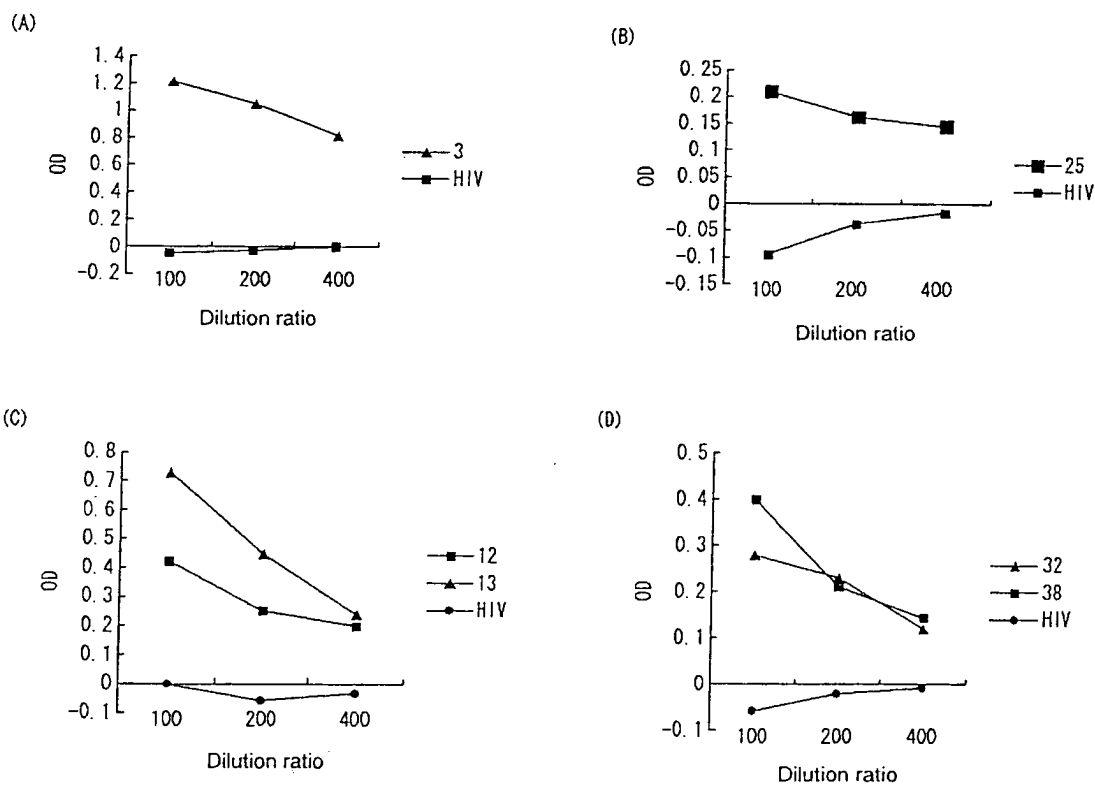 (A)
1.4
1.2
1
0.8
0.6
0.4
0.2
0
-0.2
OD
100 200 400
Dilution ratio
3
HIV
(B)
0.25
0.2
0.15
0.1
0.05
0
-0.05
-0.1
-0.15
OD
100 200 400
Dilution ratio
25
HIV
(C)
0.8
0.7
0.6
0.5
0.4
0.3
0.2
0.1
0
-0.1
OD
100 200 400
Dilution ratio
12
13
HIV
(D)
0.5
0.4
0.3
0.2
0.1
0
-0.1
OD
100 200 400
Dilution ratio
32
38
HIV